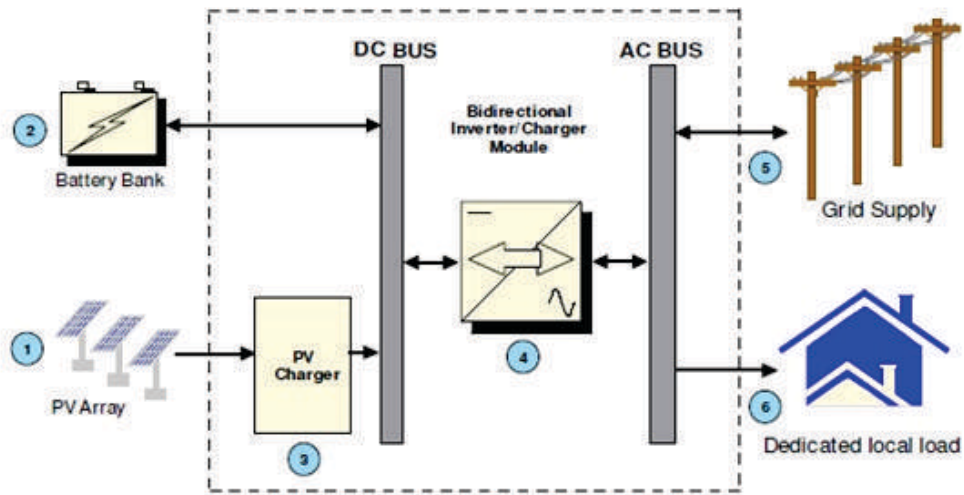 DC BUS
AC BUS
Bidirectional
Inverter/Charger
Module
2
Battery Bank
5
Grid Supply
1
PV Array
PV
Charger
3
4
6
Dedicated local load